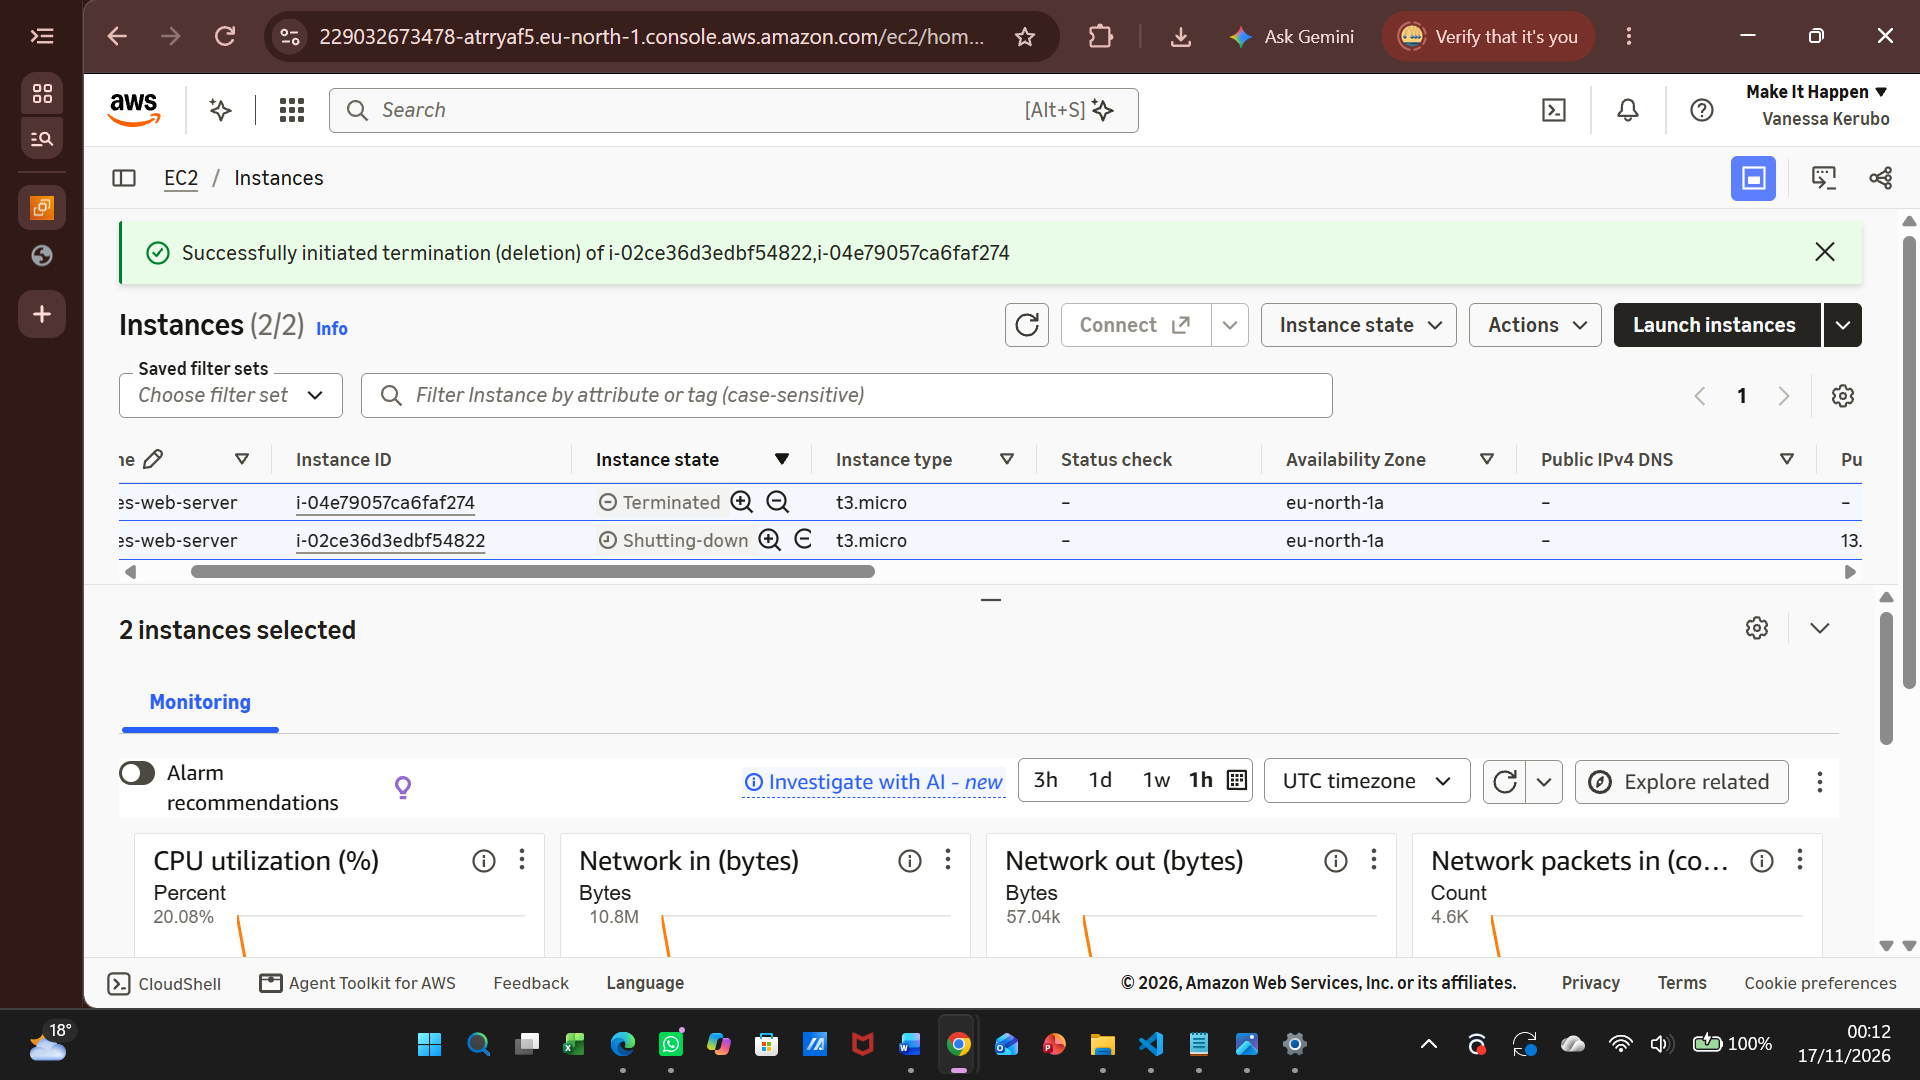 229032673478-atrryaf5.eu-north-1.console.aws.amazon.com/ec2/hom...
Ask Gemini
Verify that it's you
aws
Search
[Alt+S]
Make It Happen
Vanessa Kerubo
EC2 / Instances
Successfully initiated termination (deletion) of i-02ce36d3edbf54822,i-04e79057ca6faf274
Instances (2/2) Info
Connect
Instance state
Actions
Launch instances
Saved filter sets
Choose filter set
Filter Instance by attribute or tag (case-sensitive)
1
ne Instance ID Instance state Instance type Status check Availability Zone Public IPv4 DNS Pu
es-web-server i-04e79057ca6faf274 Terminated t3.micro – eu-north-1a – –
es-web-server i-02ce36d3edbf54822 Shutting-down t3.micro – eu-north-1a – 13.
2 instances selected
Monitoring
Alarm
recommendations
Investigate with AI - new
3h 1d 1w 1h
UTC timezone
Explore related
CPU utilization (%)
Percent
20.08%
Network in (bytes)
Bytes
10.8M
Network out (bytes)
Bytes
57.04k
Network packets in (co...
Count
4.6K
CloudShell
Agent Toolkit for AWS
Feedback
Language
© 2026, Amazon Web Services, Inc. or its affiliates.
Privacy
Terms
Cookie preferences
18°
100%
00:12
17/11/2026